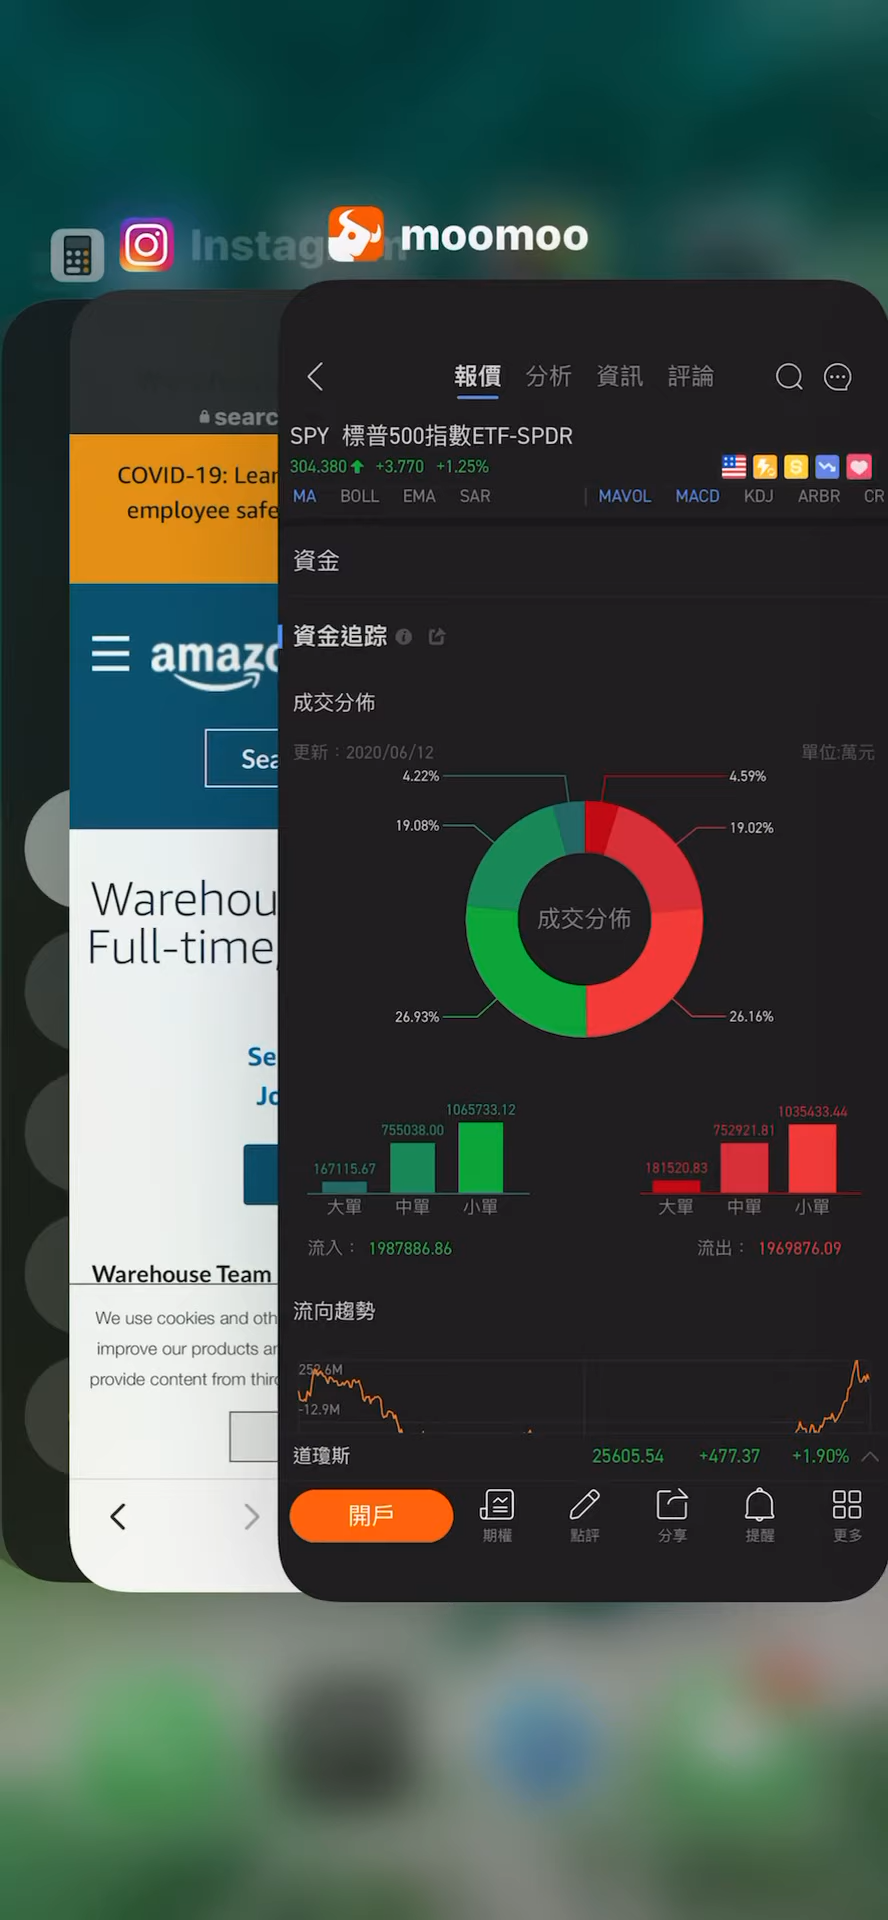 Instagram
moomoo
searc
COVID-19: Lear
employee safe
amazo
Sea
Warehou
Full-time,
Se
Jo
Warehouse Team
We use cookies and oth
improve our products an
provide content from third
報價 分析 資訊 評論
SPY 標普500指數ETF-SPDR
304.380 +3.770 +1.25%
MA BOLL EMA SAR MAVOL MACD KDJ ARBR CR
資金
資金追踪
成交分佈
更新：2020/06/12 單位:萬元
4.22% 4.59%
19.08% 19.02%
成交分佈
26.93% 26.16%
1065733.12 1035433.44
755038.00 752921.81
167115.67 181520.83
大單 中單 小單 大單 中單 小單
流入： 1987886.86 流出： 1969876.09
流向趨勢
252.6M
-12.9M
道瓊斯 25605.54 +477.37 +1.90%
開戶 期權 點評 分享 提醒 更多